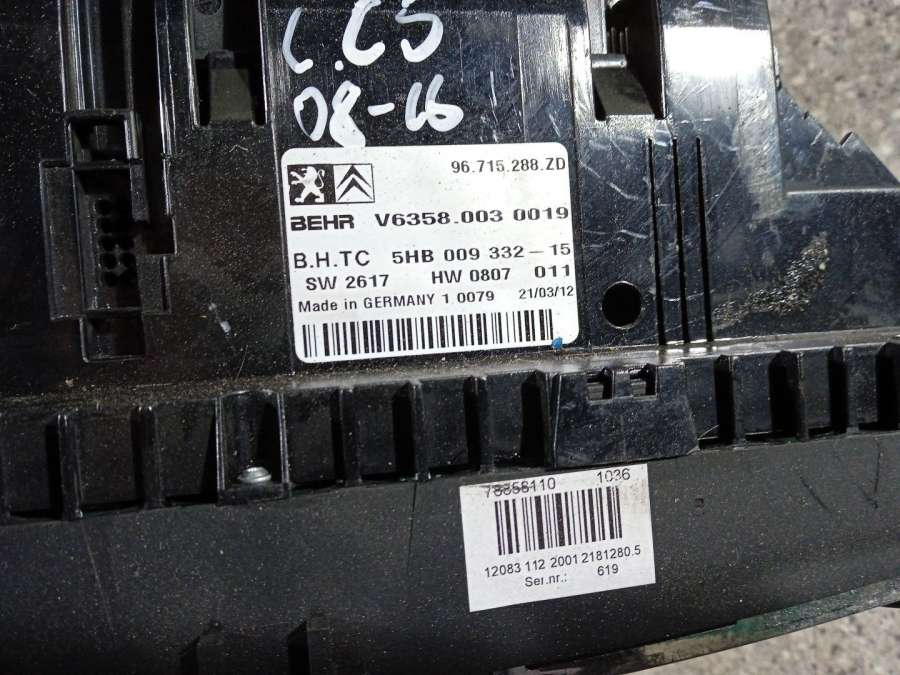 C.C5
08-16
96.715.288.ZD
BEHR V6358.003 0019
B.H.TC 5HB 009 332-15
SW 2617 HW 0807 011
Made in GERMANY 1.0079 21/03/12
78858110 1036
12083 112 2001 2181280.5
Ser.nr.: 619